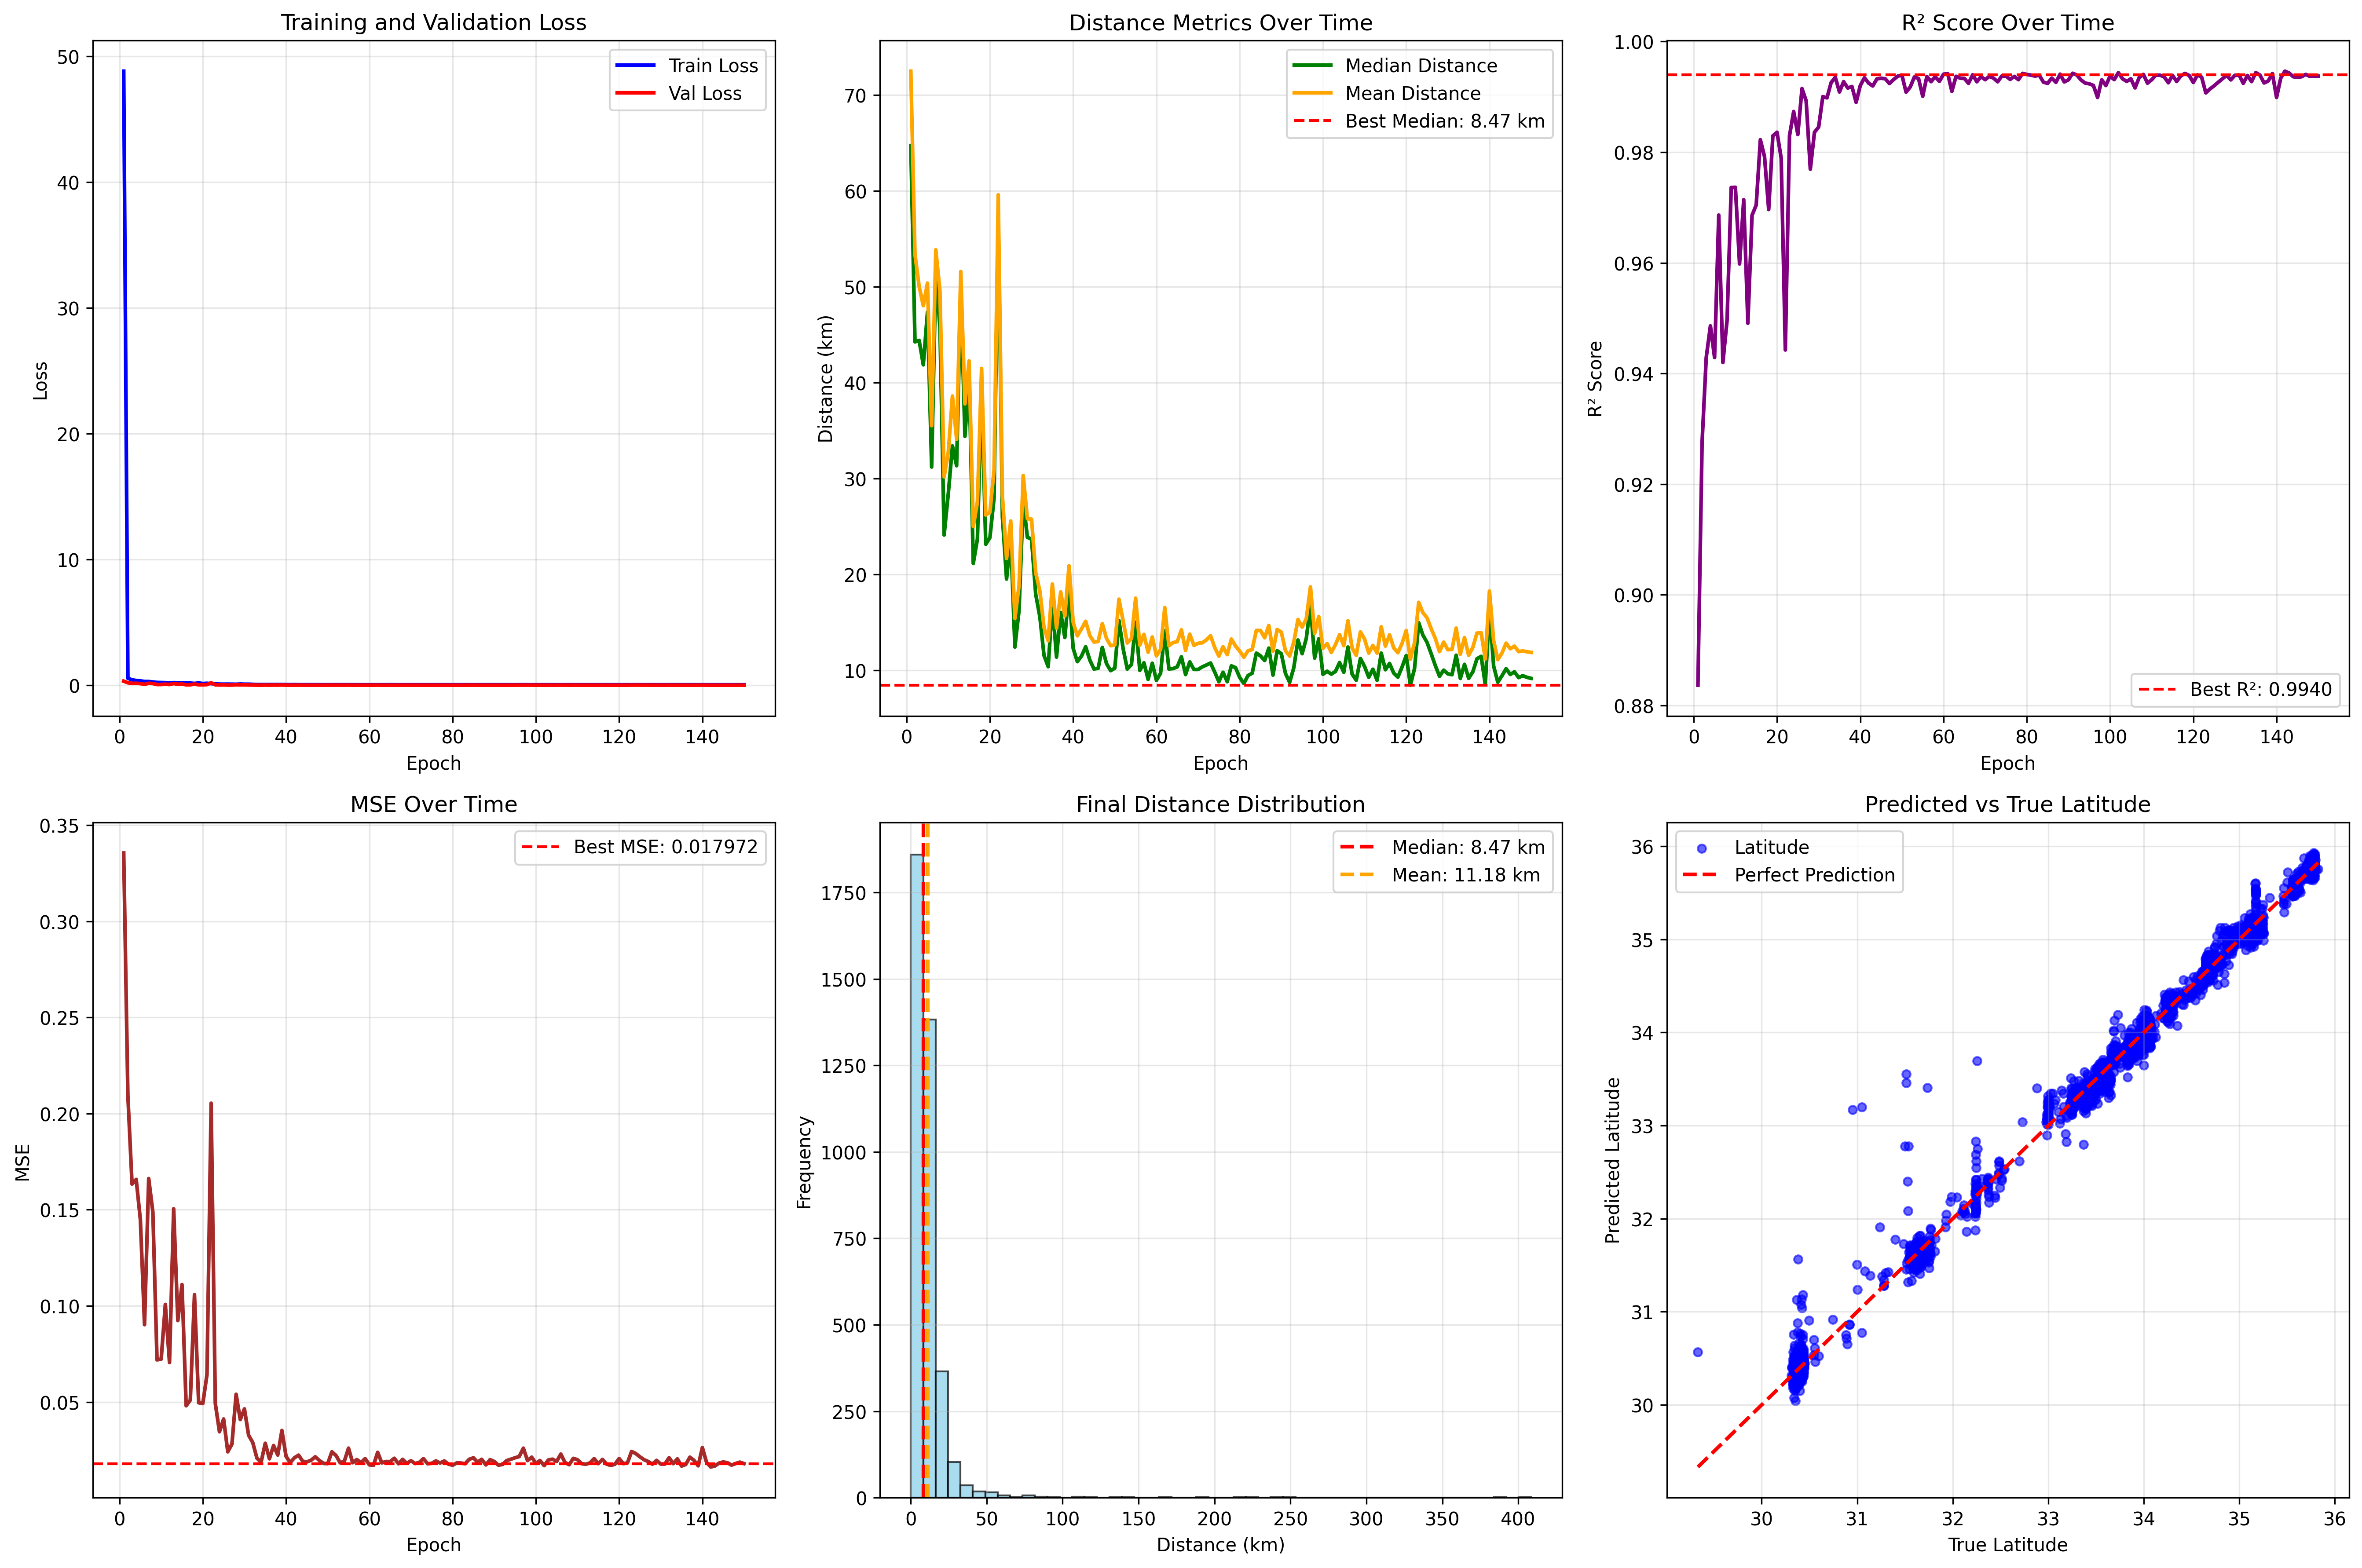 Training and Validation Loss
Train Loss
Val Loss
50
40
30
20
10
0
Loss
0 20 40 60 80 100 120 140
Epoch
Distance Metrics Over Time
Median Distance
Mean Distance
Best Median: 8.47 km
70
60
50
40
30
20
10
Distance (km)
0 20 40 60 80 100 120 140
Epoch
R² Score Over Time
1.00
0.98
0.96
0.94
0.92
0.90
0.88
R² Score
Best R²: 0.9940
0 20 40 60 80 100 120 140
Epoch
MSE Over Time
Best MSE: 0.017972
0.35
0.30
0.25
0.20
0.15
0.10
0.05
MSE
0 20 40 60 80 100 120 140
Epoch
Final Distance Distribution
Median: 8.47 km
Mean: 11.18 km
1750
1500
1250
1000
750
500
250
0
Frequency
0 50 100 150 200 250 300 350 400
Distance (km)
Predicted vs True Latitude
Latitude
Perfect Prediction
36
35
34
33
32
31
30
Predicted Latitude
30 31 32 33 34 35 36
True Latitude